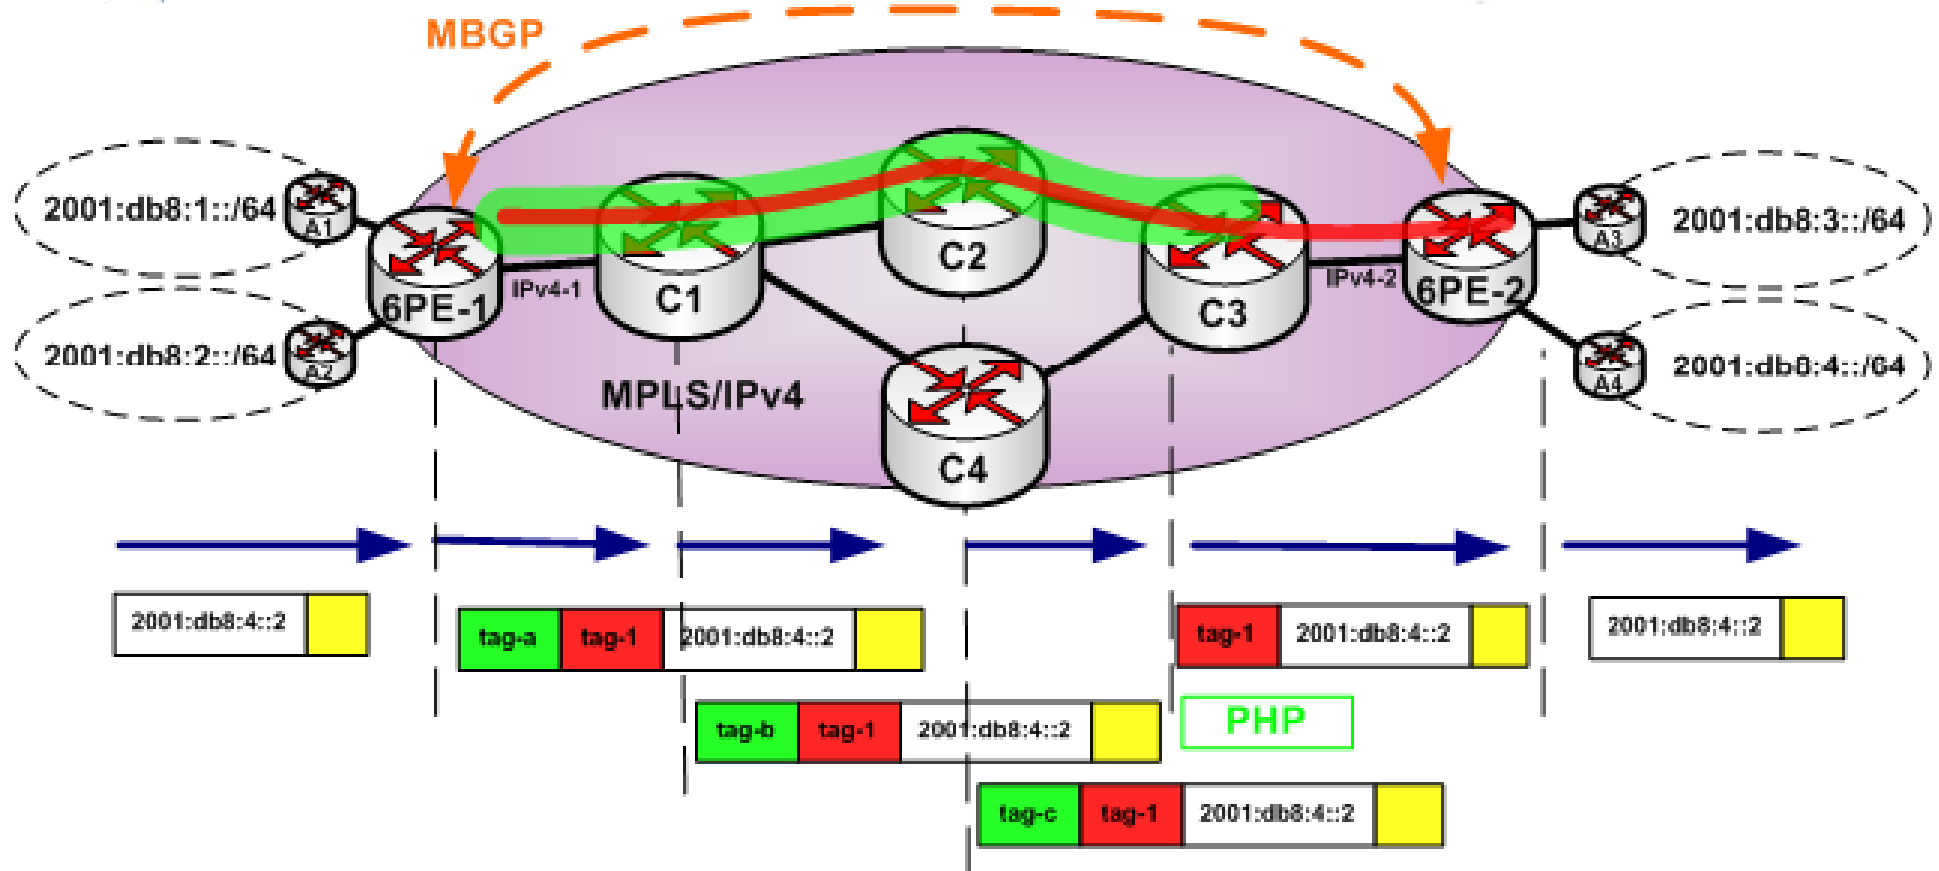 MBGP
2001:db8:1::/64
A1
2001:db8:3::/64 )
A3
6PE-1
IPv4-1
C1
C2
C3
IPv4-2
6PE-2
2001:db8:2::/64
A2
2001:db8:4::/64 )
A4
MPLS/IPv4
C4
2001:db8:4::2
tag-a tag-1 2001:db8:4::2
tag-1 2001:db8:4::2
2001:db8:4::2
tag-b tag-1 2001:db8:4::2
PHP
tag-c tag-1 2001:db8:4::2